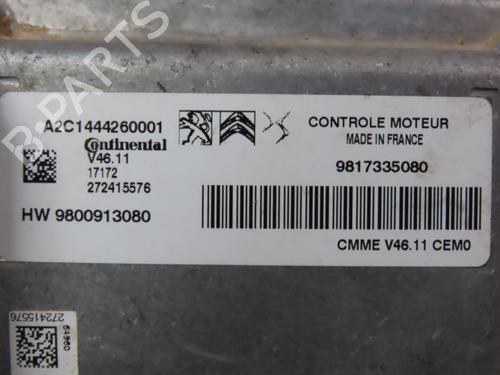 B-PARTS
A2C1444260001
Continental
V46.11
17172
272415576
HW 9800913080
CONTROLE MOTEUR
MADE IN FRANCE
9817335080
CMME V46.11 CEM0
54960
272415576